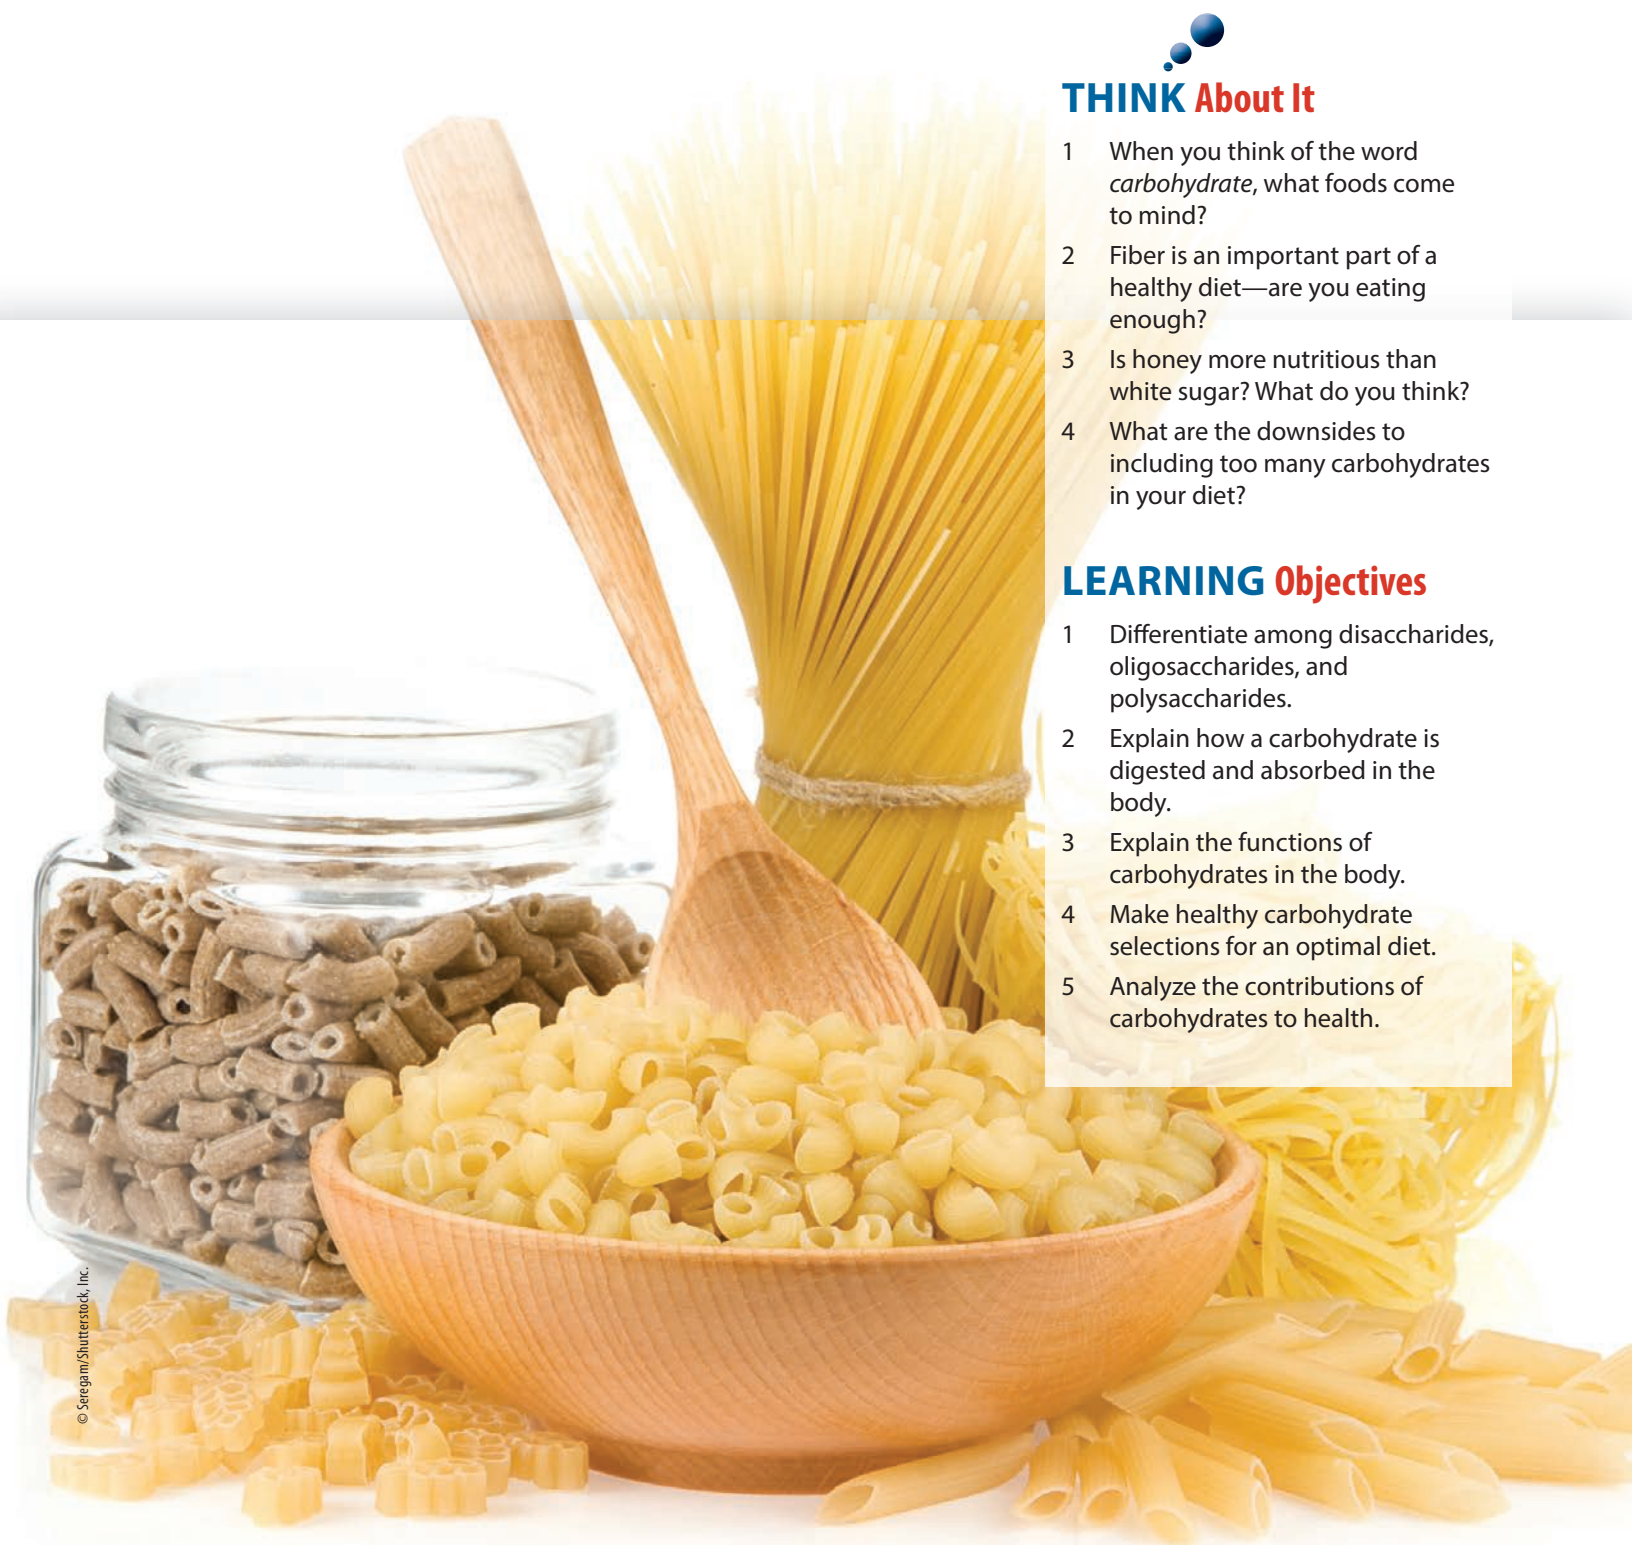 THINK About It
1 When you think of the word
carbohydrate, what foods come
to mind?
2 Fiber is an important part of a
healthy diet—are you eating
enough?
3 Is honey more nutritious than
white sugar? What do you think?
4 What are the downsides to
including too many carbohydrates
in your diet?
LEARNING Objectives
1 Differentiate among disaccharides,
oligosaccharides, and
polysaccharides.
2 Explain how a carbohydrate is
digested and absorbed in the
body.
3 Explain the functions of
carbohydrates in the body.
4 Make healthy carbohydrate
selections for an optimal diet.
5 Analyze the contributions of
carbohydrates to health.
© Seregam/Shutterstock, Inc.